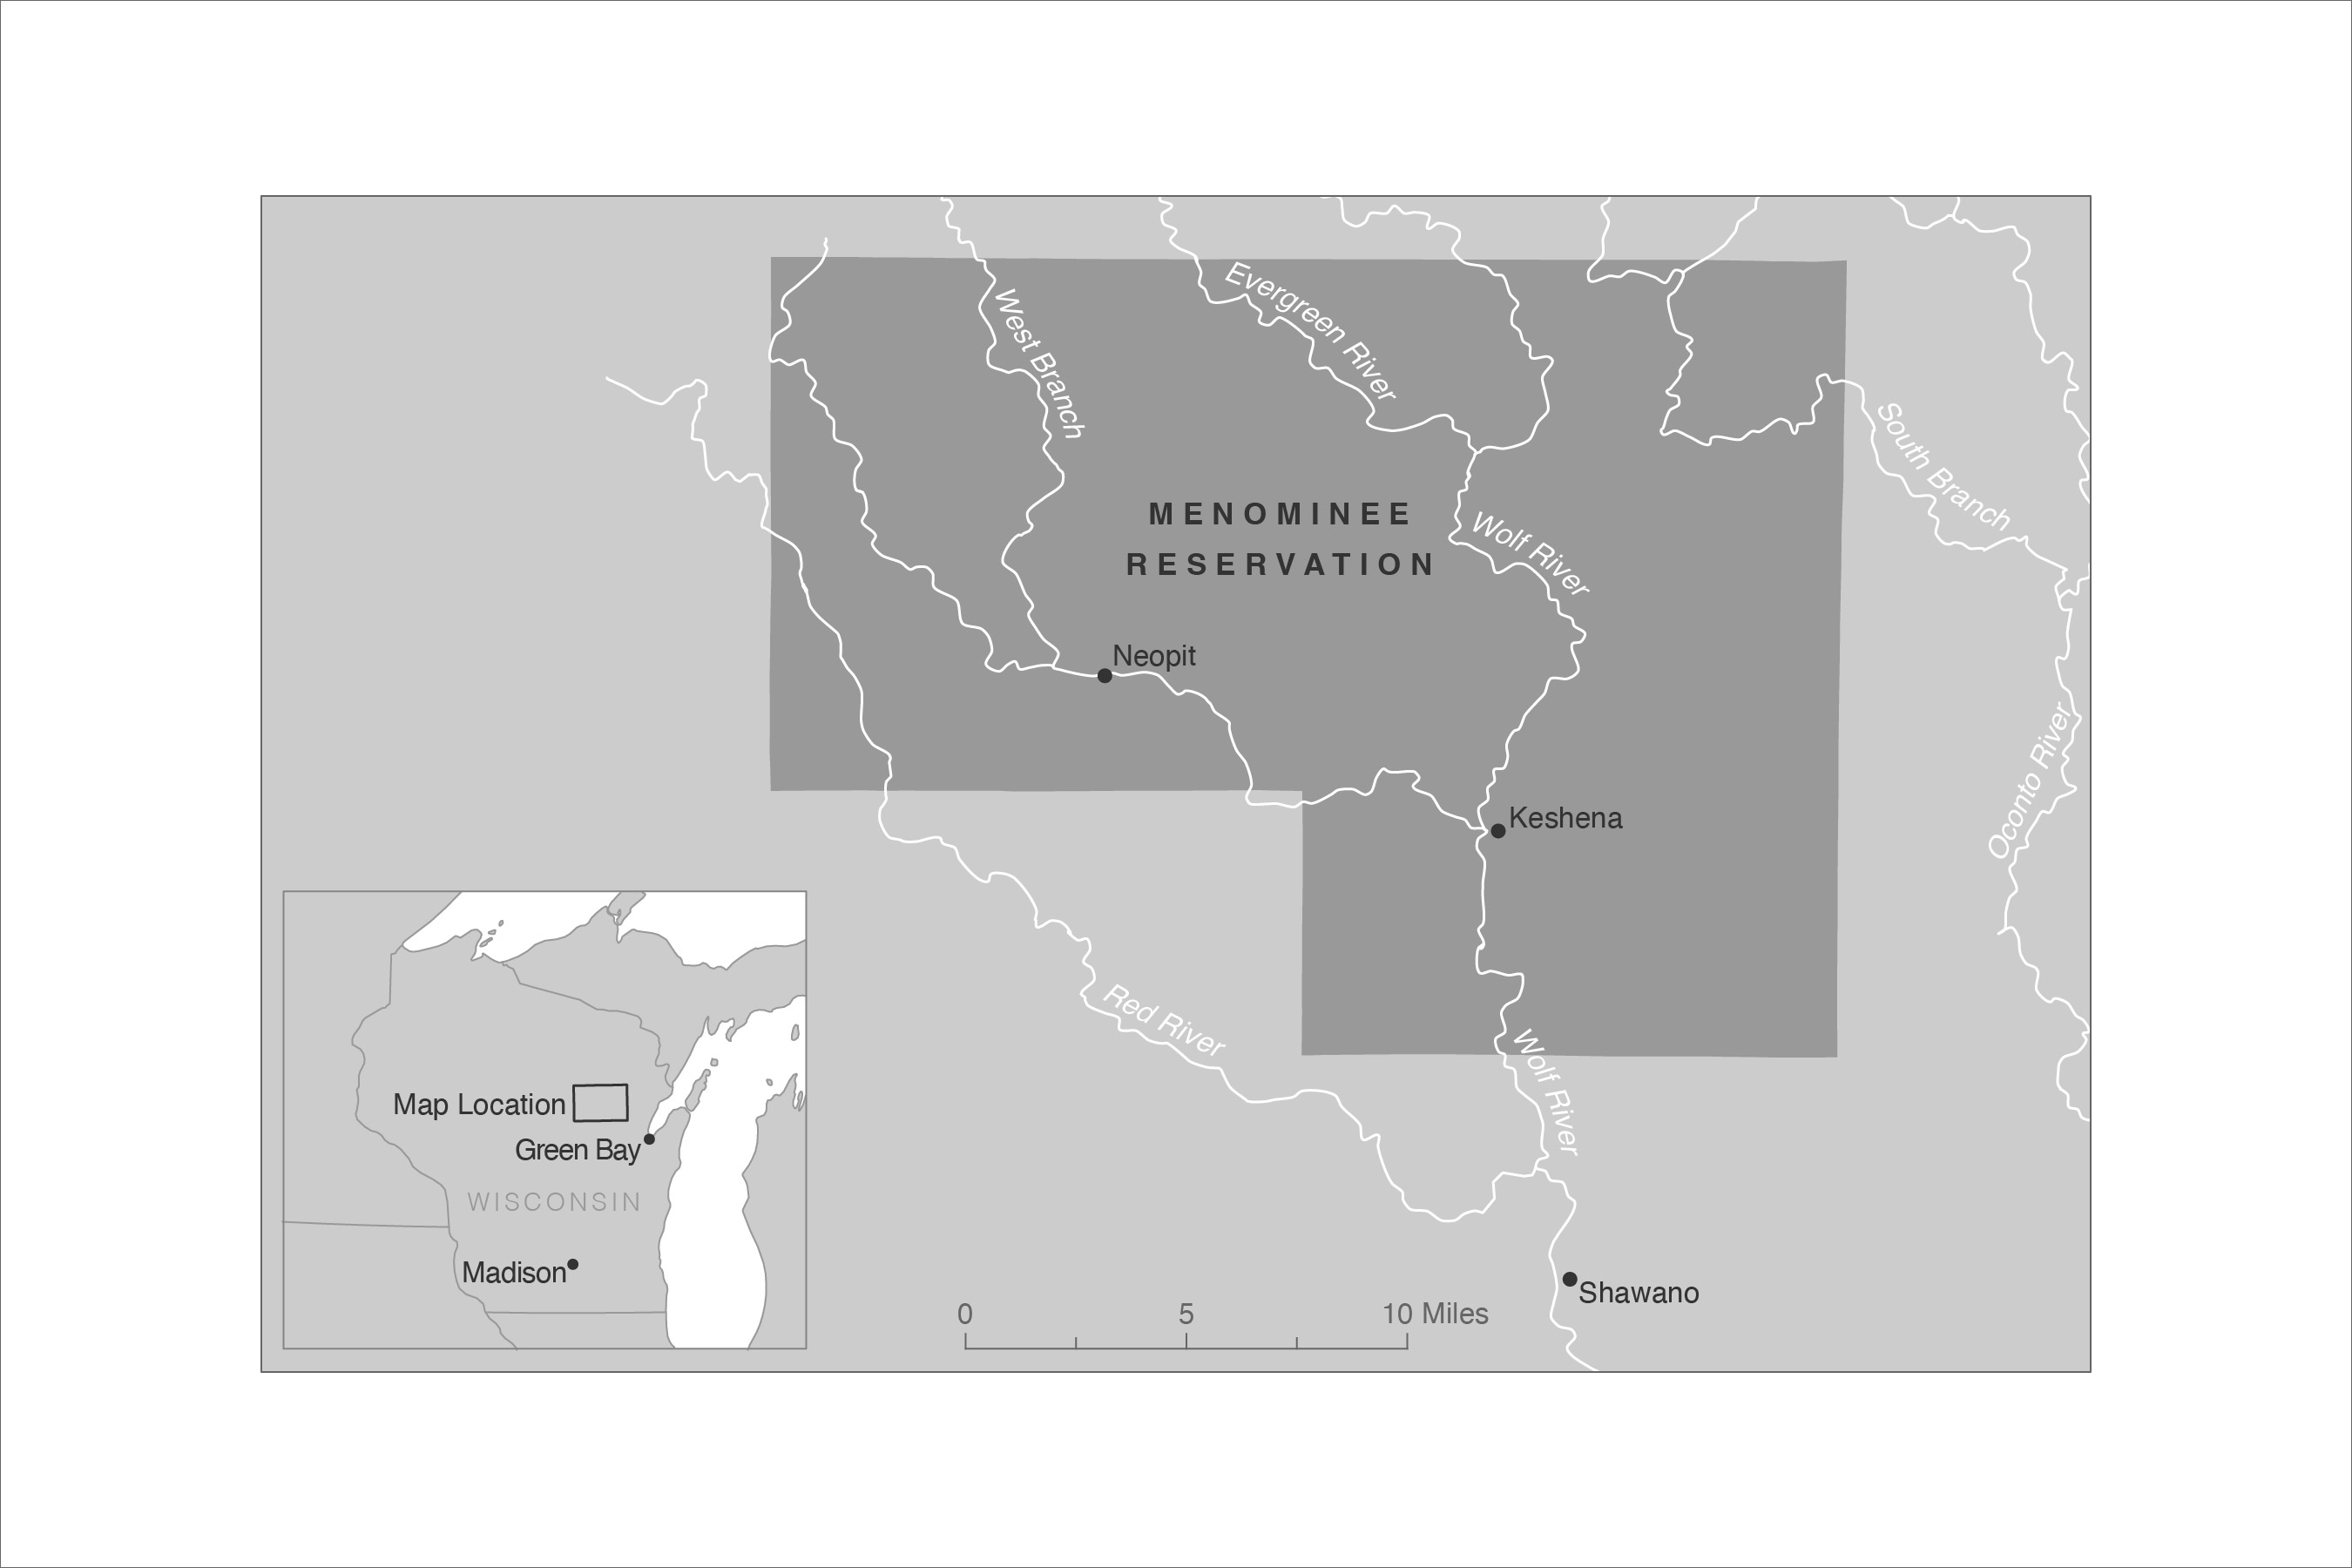 Evergreen River
West Branch
South Branch
MENOMINEE
RESERVATION
Wolf River
Neopit
Oconto River
Keshena
Red River
Wolf River
Map Location
Green Bay
WISCONSIN
Madison
Shawano
0 5 10 Miles